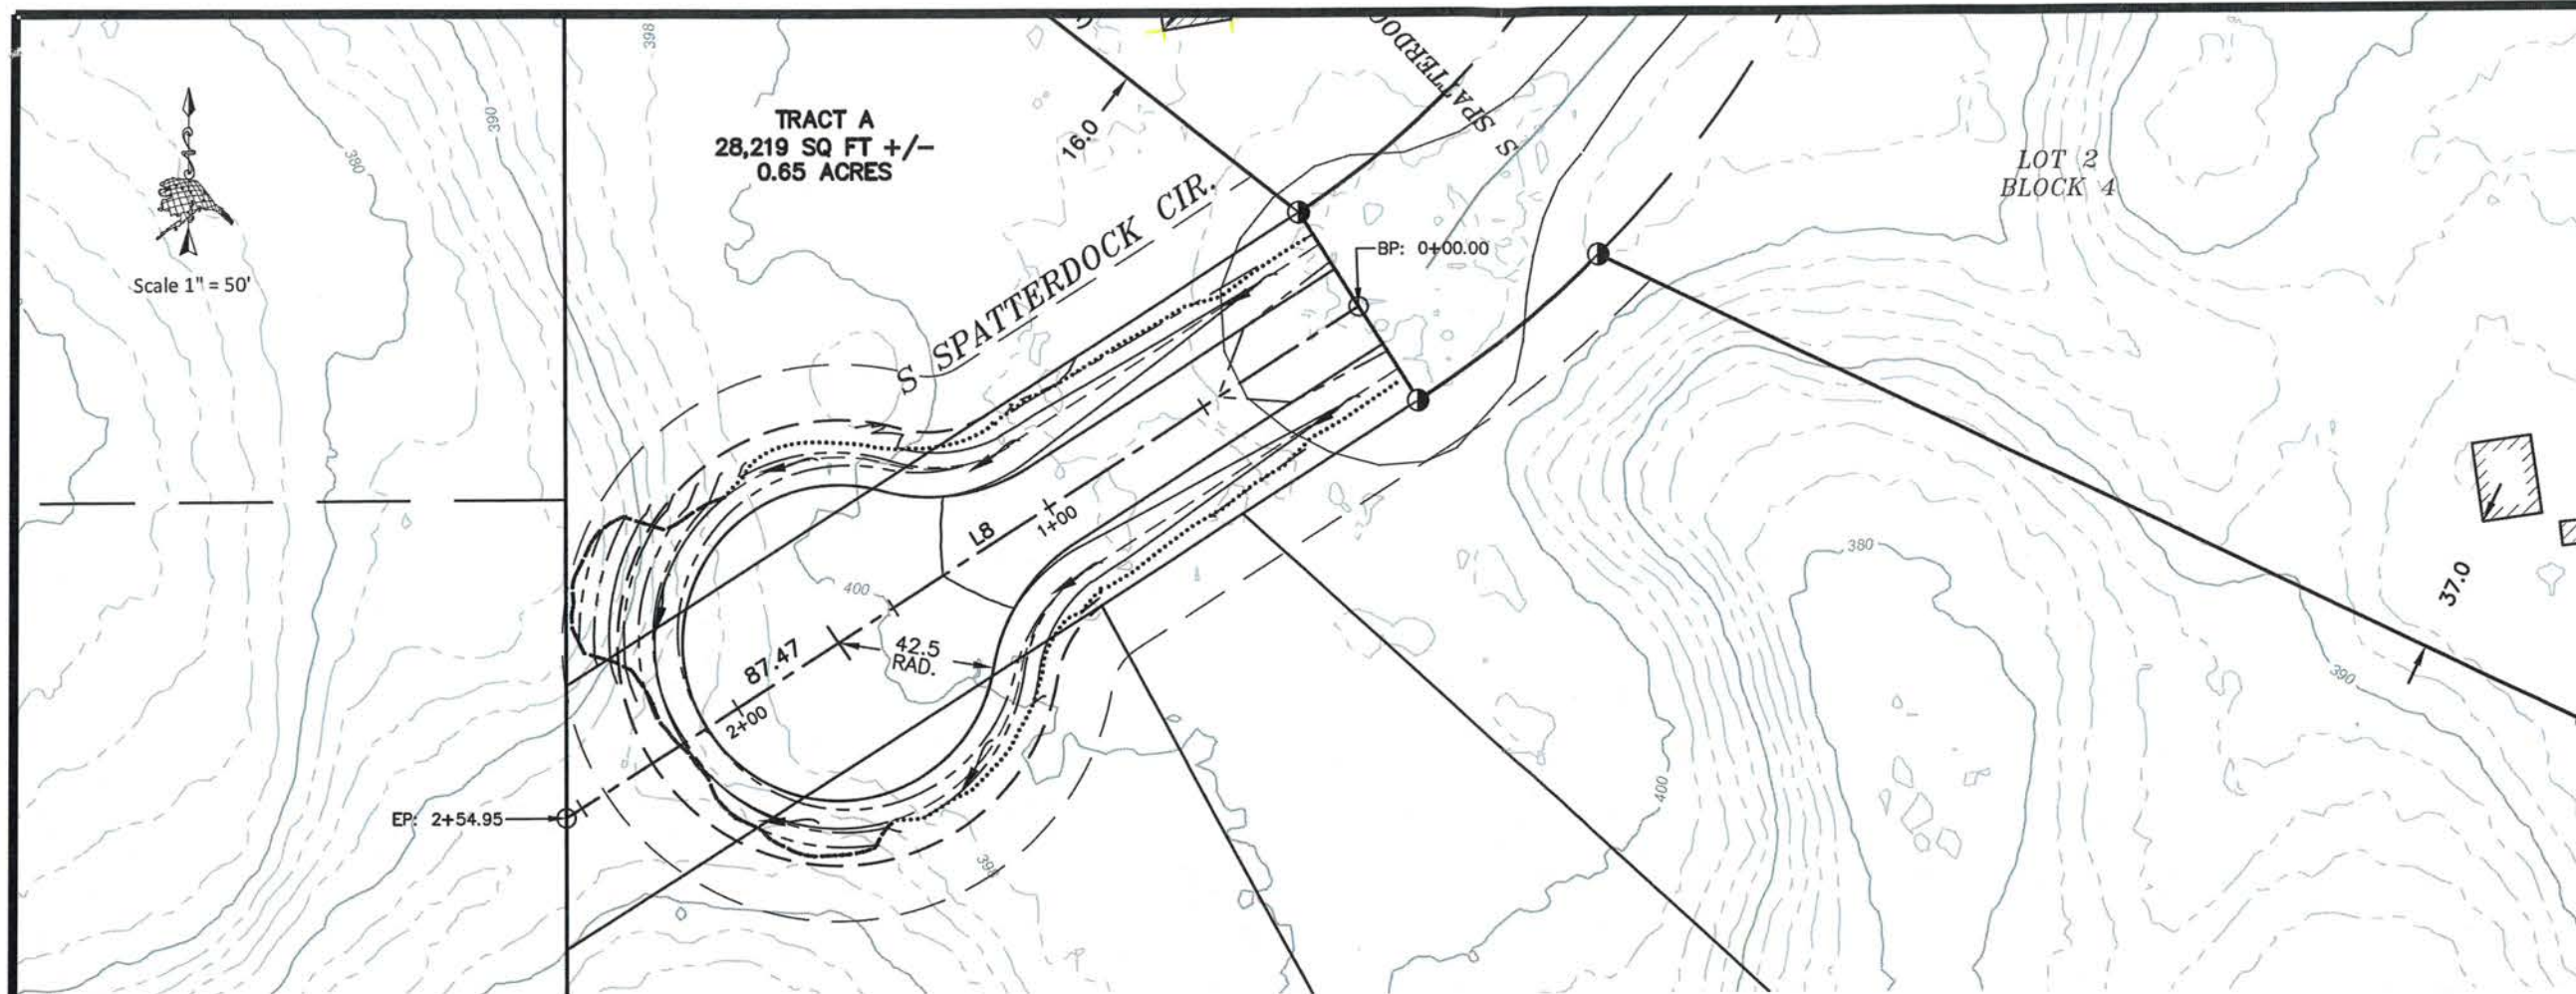 398
390
380
TRACT A
28,219 SQ FT +/-
0.65 ACRES
16.0
S SPATTERDOC
LOT 2
BLOCK 4
Scale 1" = 50'
S SPATTERDOCK CIR.
BP: 0+00.00
L8
1+00
400
42.5
RAD.
87.47
2+00
EP: 2+54.95
398
380
37.0
390
400